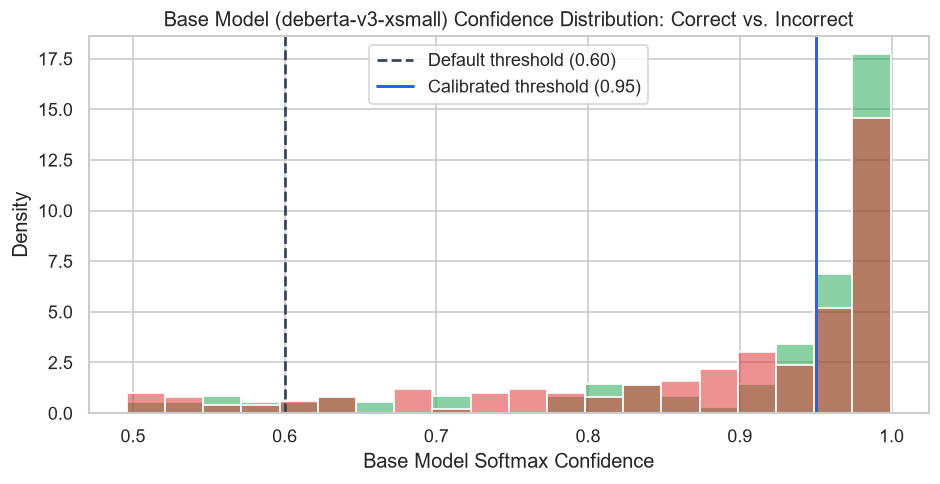 Base Model (deberta-v3-xsmall) Confidence Distribution: Correct vs. Incorrect
Default threshold (0.60)
Calibrated threshold (0.95)
Density
17.5
15.0
12.5
10.0
7.5
5.0
2.5
0.0
0.5
0.6
0.7
0.8
0.9
1.0
Base Model Softmax Confidence